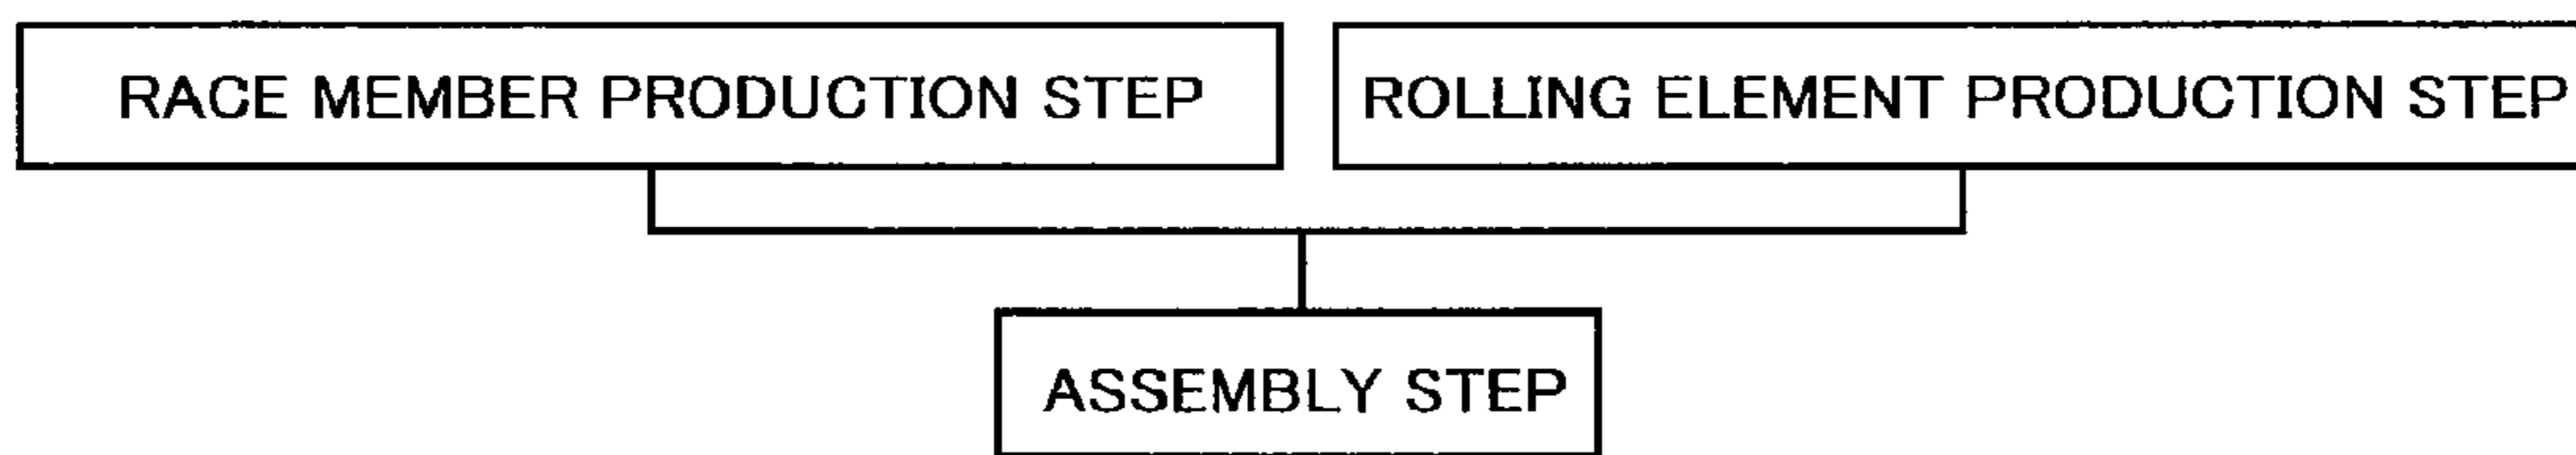 RACE MEMBER PRODUCTION STEP
ROLLING ELEMENT PRODUCTION STEP
ASSEMBLY STEP